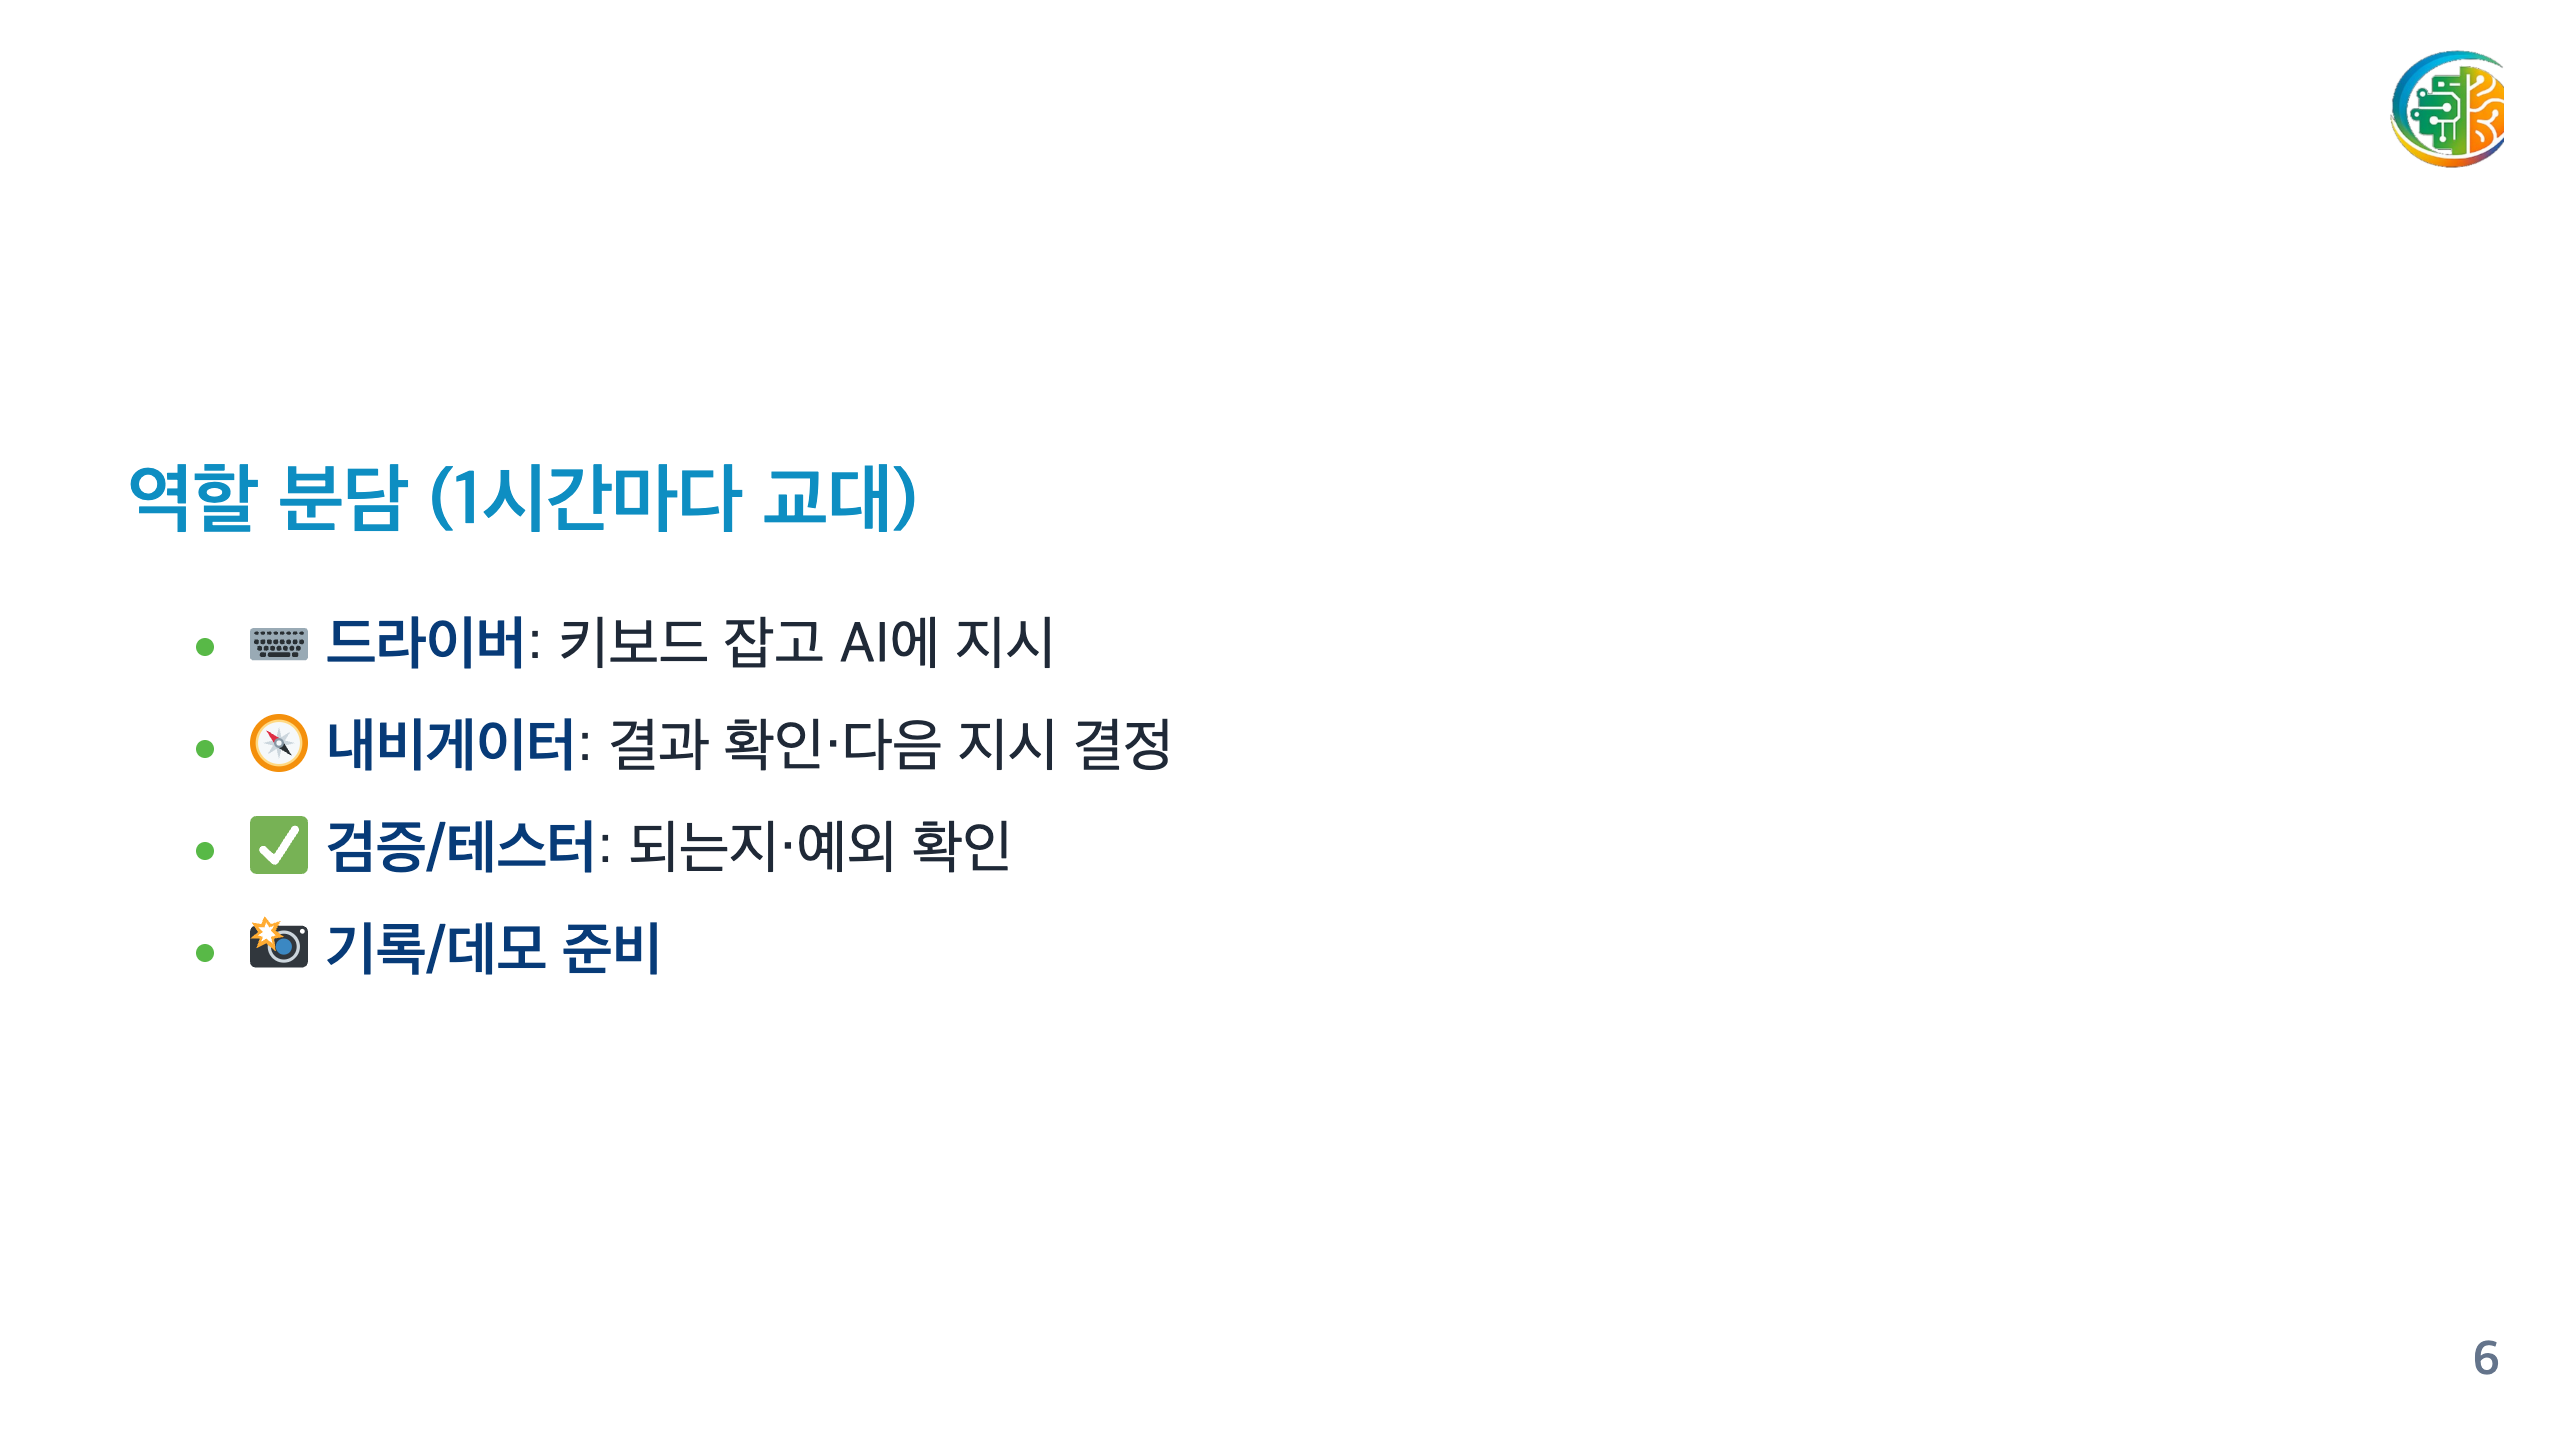 역할 분담 (1시간마다 교대)
• ⌨️ 드라이버: 키보드 잡고 AI에 지시
• 🧭 내비게이터: 결과 확인·다음 지시 결정
• ✅ 검증/테스터: 되는지·예외 확인
• 📸 기록/데모 준비
6